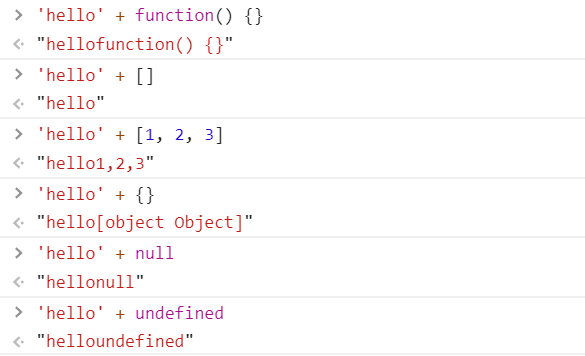 > 'hello' + function() {}
"hellofunction() {}"
> 'hello' + []
"hello"
> 'hello' + [1, 2, 3]
"hello1,2,3"
> 'hello' + {}
"hello[object Object]"
> 'hello' + null
"hellonull"
> 'hello' + undefined
"helloundefined"